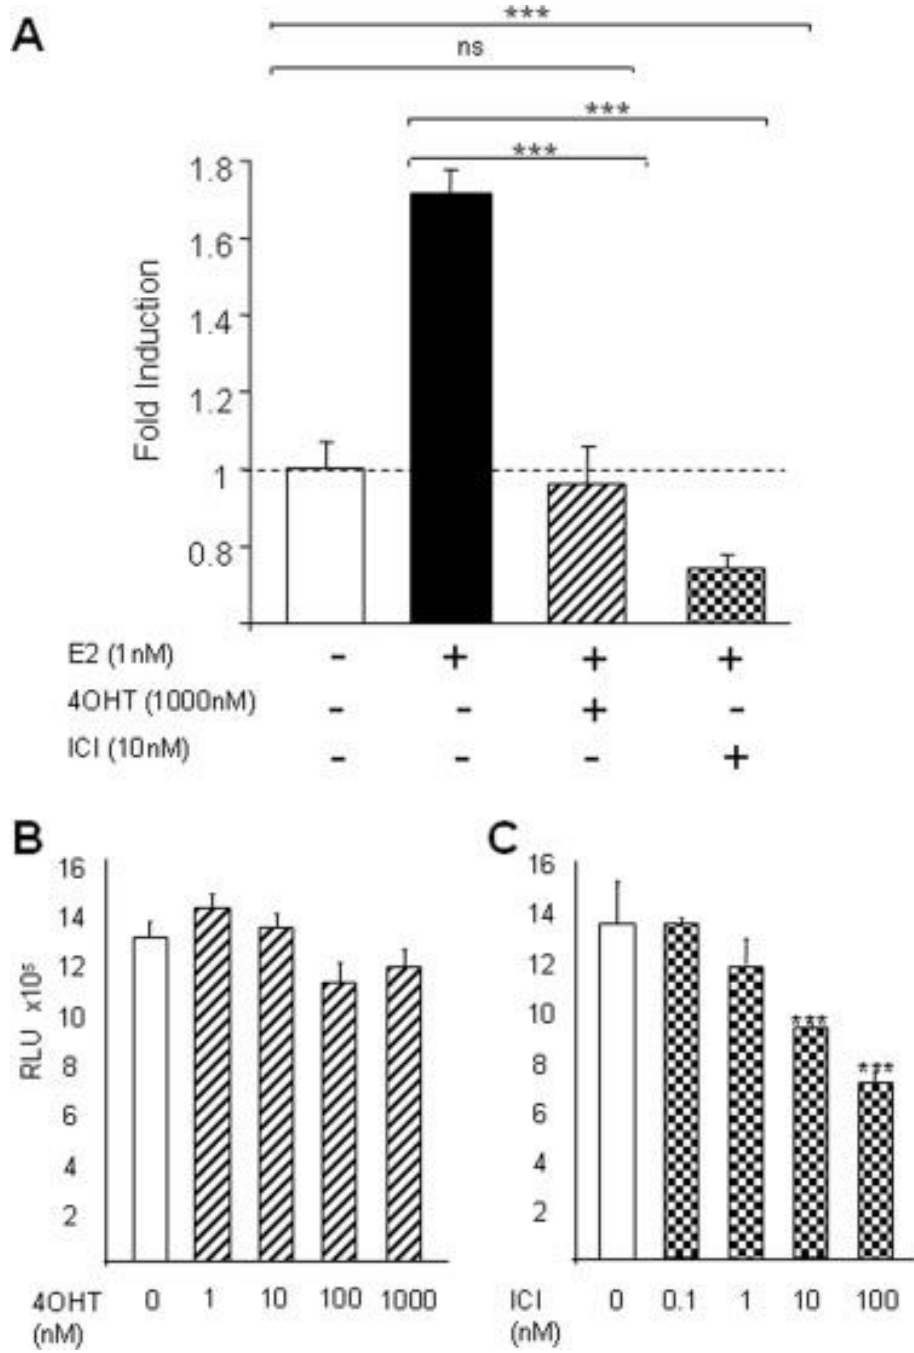 A
***
ns
***
***
1.8
1.6
1.4
1.2
1
0.8
Fold Induction
E2 (1nM) - + + +
4OHT (1000nM) - - + -
ICI (10nM) - - - +
B
16
14
12
10
8
6
4
2
RLU x10⁵
4OHT 0 1 10 100 1000
(nM)
C
16
14
12
10
8
6
4
2
***
***
ICI 0 0.1 1 10 100
(nM)